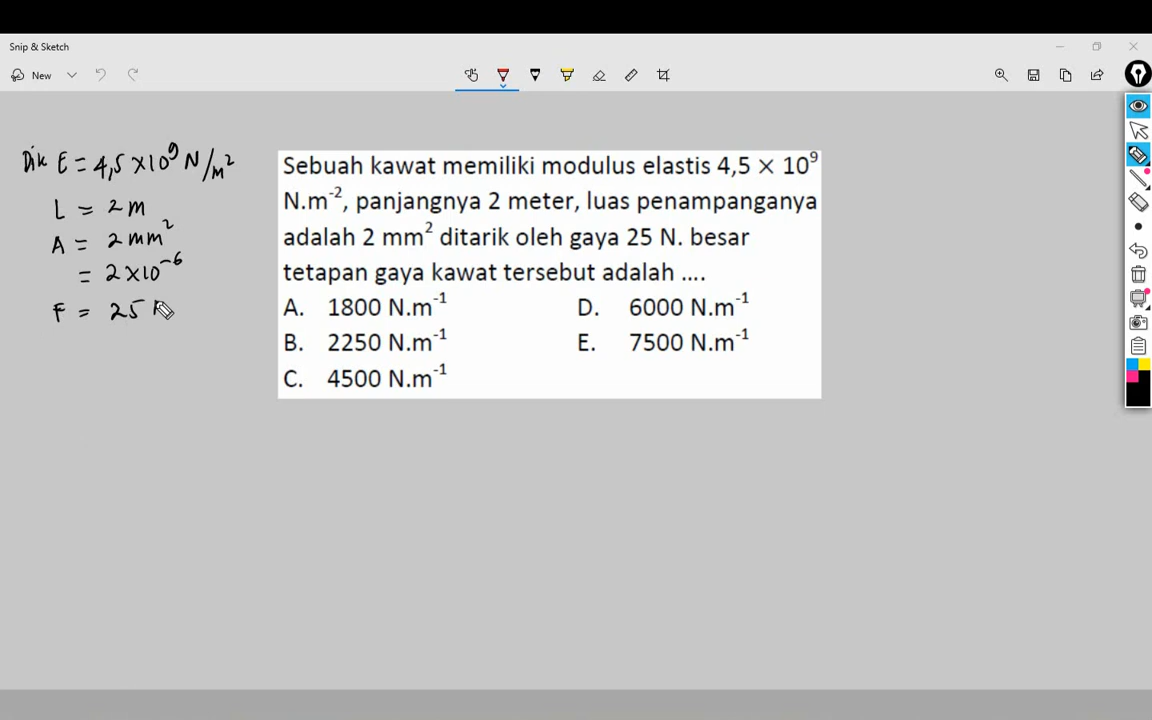 Snip & Sketch
New
Dik E = 4,5 × 10⁹ N/m²
L = 2 m
A = 2 mm²
= 2 × 10⁻⁶
F = 25
Sebuah kawat memiliki modulus elastis 4,5 × 10⁹
N.m⁻², panjangnya 2 meter, luas penampanganya
adalah 2 mm² ditarik oleh gaya 25 N. besar
tetapan gaya kawat tersebut adalah ....
A. 1800 N.m⁻¹
B. 2250 N.m⁻¹
C. 4500 N.m⁻¹
D. 6000 N.m⁻¹
E. 7500 N.m⁻¹